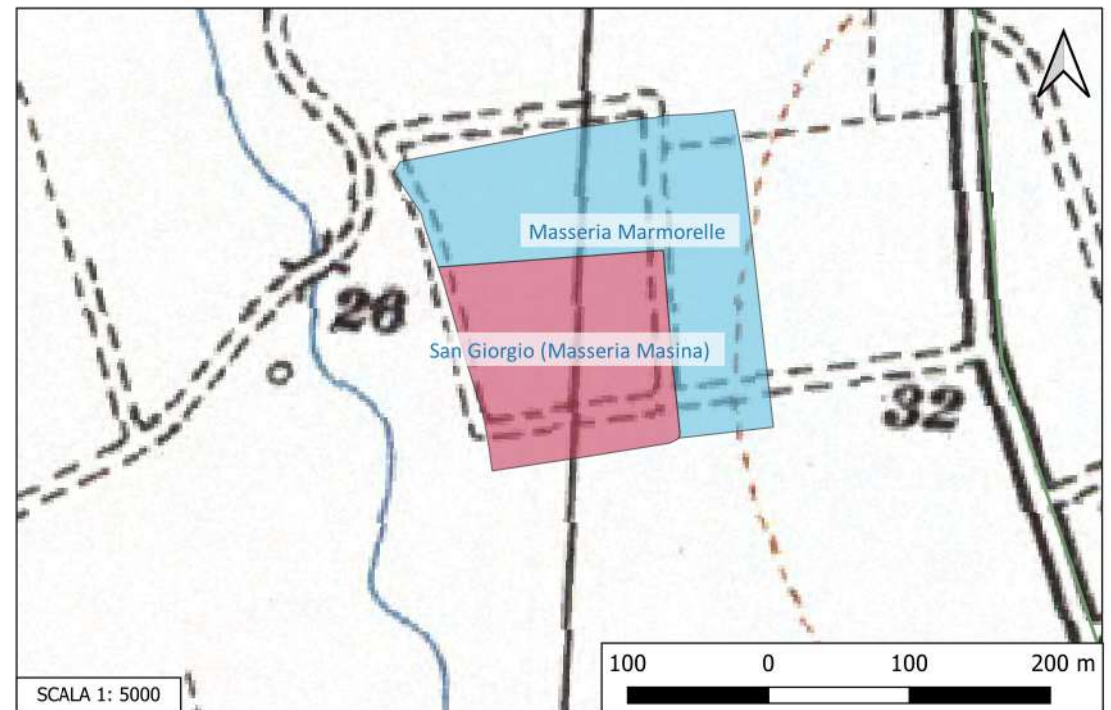 Masseria Marmorelle
26
San Giorgio (Masseria Masina)
32
SCALA 1: 5000
100 0 100 200 m